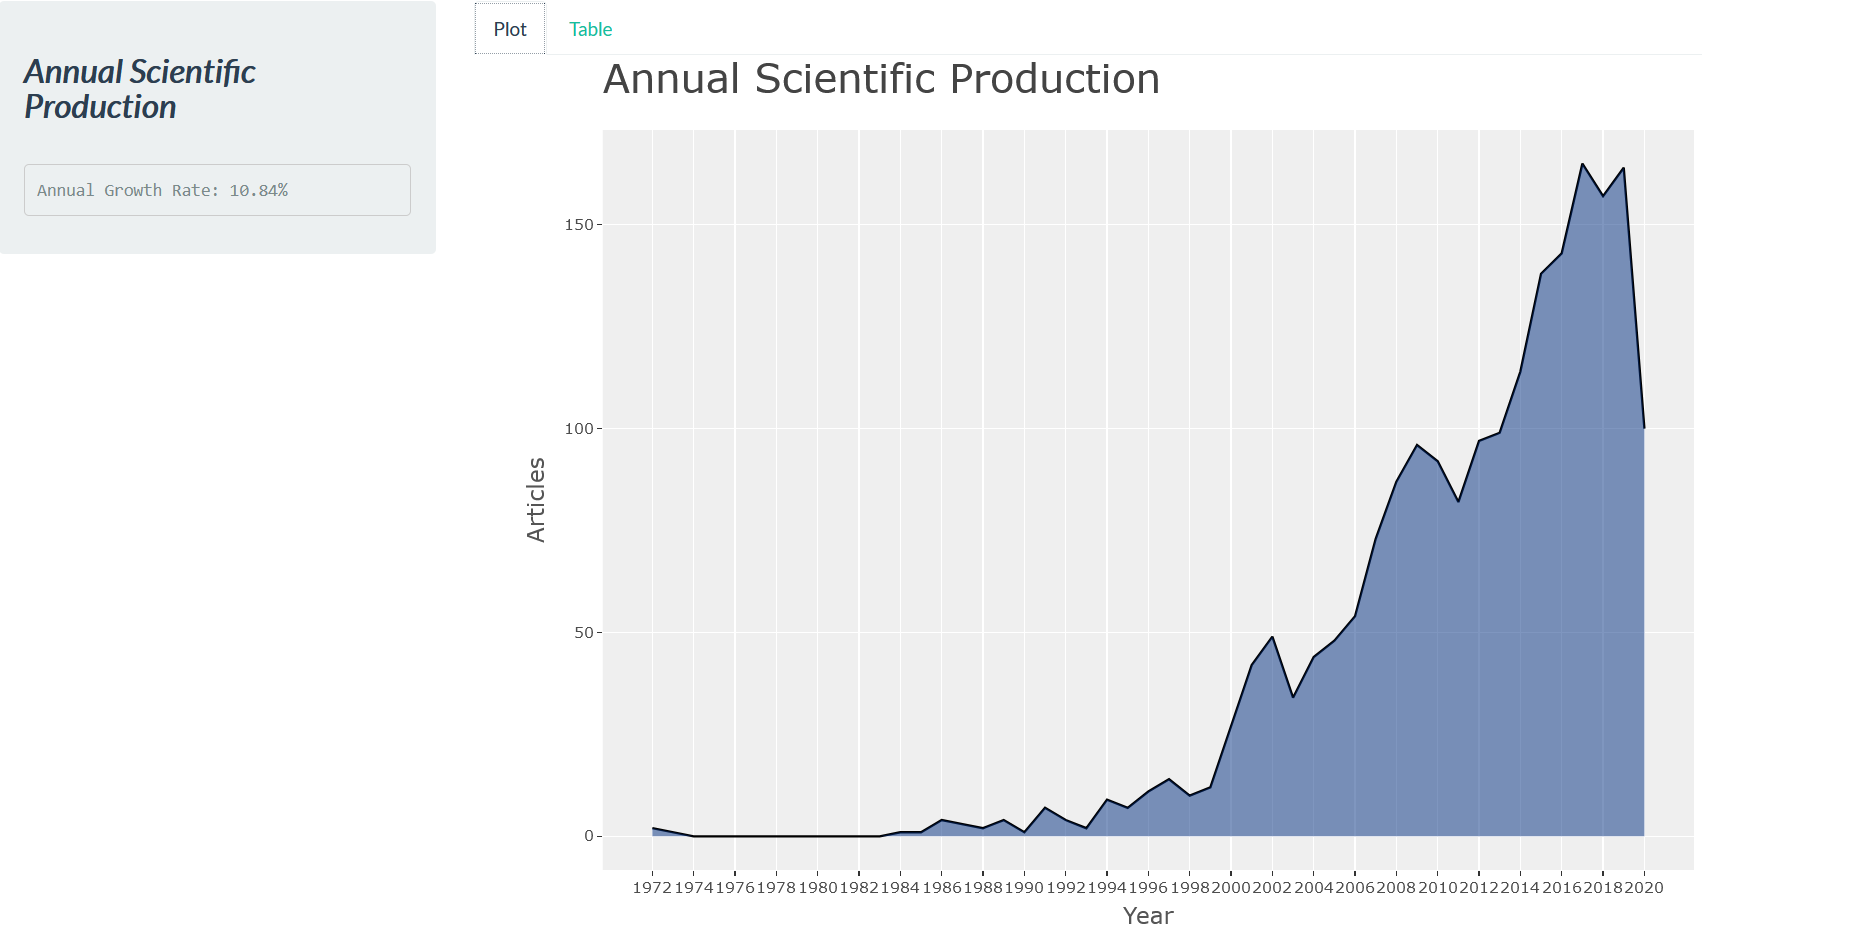 Annual Scientific
Production
Annual Growth Rate: 10.84%
Plot
Table
Annual Scientific Production
150
100
50
0
Articles
1972 1974 1976 1978 1980 1982 1984 1986 1988 1990 1992 1994 1996 1998 2000 2002 2004 2006 2008 2010 2012 2014 2016 2018 2020
Year